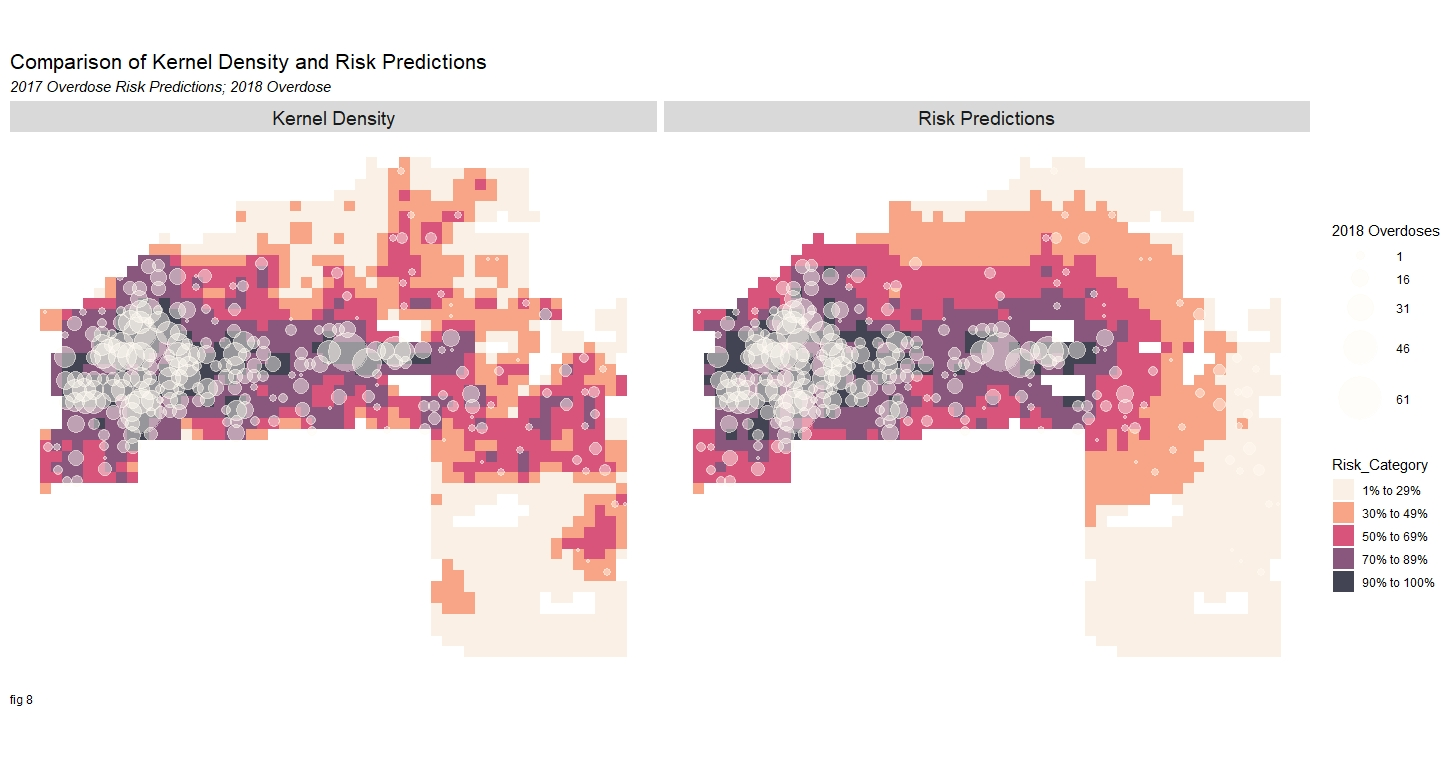 Comparison of Kernel Density and Risk Predictions
2017 Overdose Risk Predictions; 2018 Overdose
Kernel Density
Risk Predictions
2018 Overdoses
1
16
31
46
61
Risk_Category
1% to 29%
30% to 49%
50% to 69%
70% to 89%
90% to 100%
fig 8